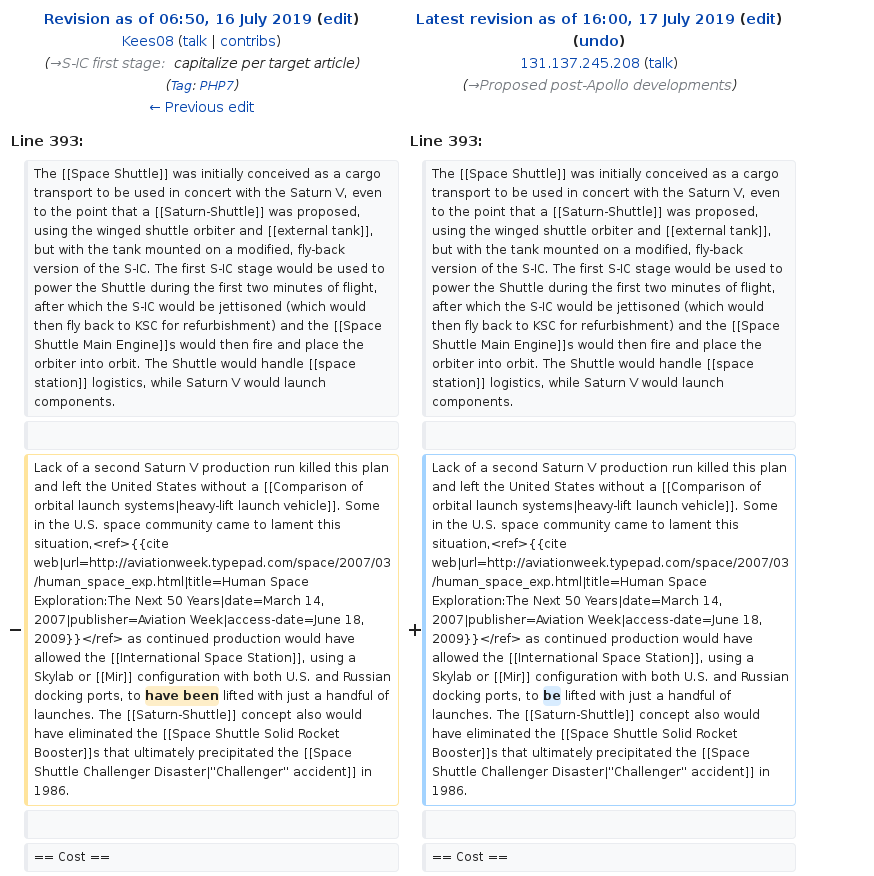 Revision as of 06:50, 16 July 2019 (edit)
Kees08 (talk | contribs)
(→S-IC first stage: capitalize per target article)
(Tag: PHP7)
← Previous edit
Latest revision as of 16:00, 17 July 2019 (edit)
(undo)
131.137.245.208 (talk)
(→Proposed post-Apollo developments)
Line 393:
Line 393:
The [[Space Shuttle]] was initially conceived as a cargo
transport to be used in concert with the Saturn V, even
to the point that a [[Saturn-Shuttle]] was proposed,
using the winged shuttle orbiter and [[external tank]],
but with the tank mounted on a modified, fly-back
version of the S-IC. The first S-IC stage would be used to
power the Shuttle during the first two minutes of flight,
after which the S-IC would be jettisoned (which would
then fly back to KSC for refurbishment) and the [[Space
Shuttle Main Engine]]s would then fire and place the
orbiter into orbit. The Shuttle would handle [[space
station]] logistics, while Saturn V would launch
components.
The [[Space Shuttle]] was initially conceived as a cargo
transport to be used in concert with the Saturn V, even
to the point that a [[Saturn-Shuttle]] was proposed,
using the winged shuttle orbiter and [[external tank]],
but with the tank mounted on a modified, fly-back
version of the S-IC. The first S-IC stage would be used to
power the Shuttle during the first two minutes of flight,
after which the S-IC would be jettisoned (which would
then fly back to KSC for refurbishment) and the [[Space
Shuttle Main Engine]]s would then fire and place the
orbiter into orbit. The Shuttle would handle [[space
station]] logistics, while Saturn V would launch
components.
−
Lack of a second Saturn V production run killed this plan
and left the United States without a [[Comparison of
orbital launch systems|heavy-lift launch vehicle]]. Some
in the U.S. space community came to lament this
situation,<ref>{{cite
web|url=http://aviationweek.typepad.com/space/2007/03
/human_space_exp.html|title=Human Space
Exploration:The Next 50 Years|date=March 14,
2007|publisher=Aviation Week|access-date=June 18,
2009}}</ref> as continued production would have
allowed the [[International Space Station]], using a
Skylab or [[Mir]] configuration with both U.S. and Russian
docking ports, to have been lifted with just a handful of
launches. The [[Saturn-Shuttle]] concept also would
have eliminated the [[Space Shuttle Solid Rocket
Booster]]s that ultimately precipitated the [[Space
Shuttle Challenger Disaster|''Challenger'' accident]] in
1986.
+
Lack of a second Saturn V production run killed this plan
and left the United States without a [[Comparison of
orbital launch systems|heavy-lift launch vehicle]]. Some
in the U.S. space community came to lament this
situation,<ref>{{cite
web|url=http://aviationweek.typepad.com/space/2007/03
/human_space_exp.html|title=Human Space
Exploration:The Next 50 Years|date=March 14,
2007|publisher=Aviation Week|access-date=June 18,
2009}}</ref> as continued production would have
allowed the [[International Space Station]], using a
Skylab or [[Mir]] configuration with both U.S. and Russian
docking ports, to be lifted with just a handful of
launches. The [[Saturn-Shuttle]] concept also would
have eliminated the [[Space Shuttle Solid Rocket
Booster]]s that ultimately precipitated the [[Space
Shuttle Challenger Disaster|''Challenger'' accident]] in
1986.
== Cost ==
== Cost ==